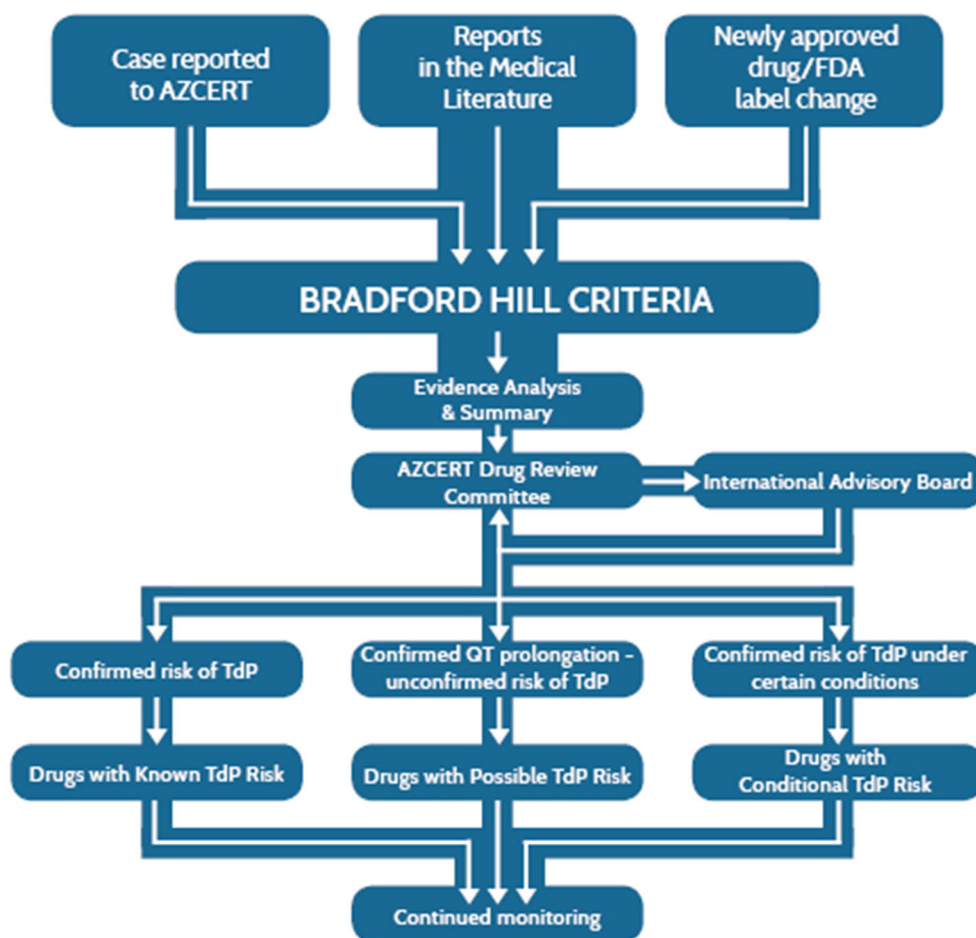 Case reported
to AZCERT
Reports
in the Medical
Literature
Newly approved
drug/FDA
label change
BRADFORD HILL CRITERIA
Evidence Analysis
& Summary
AZCERT Drug Review
Committee
International Advisory Board
Confirmed risk of TdP
Confirmed QT prolongation –
unconfirmed risk of TdP
Confirmed risk of TdP under
certain conditions
Drugs with Known TdP Risk
Drugs with Possible TdP Risk
Drugs with
Conditional TdP Risk
Continued monitoring